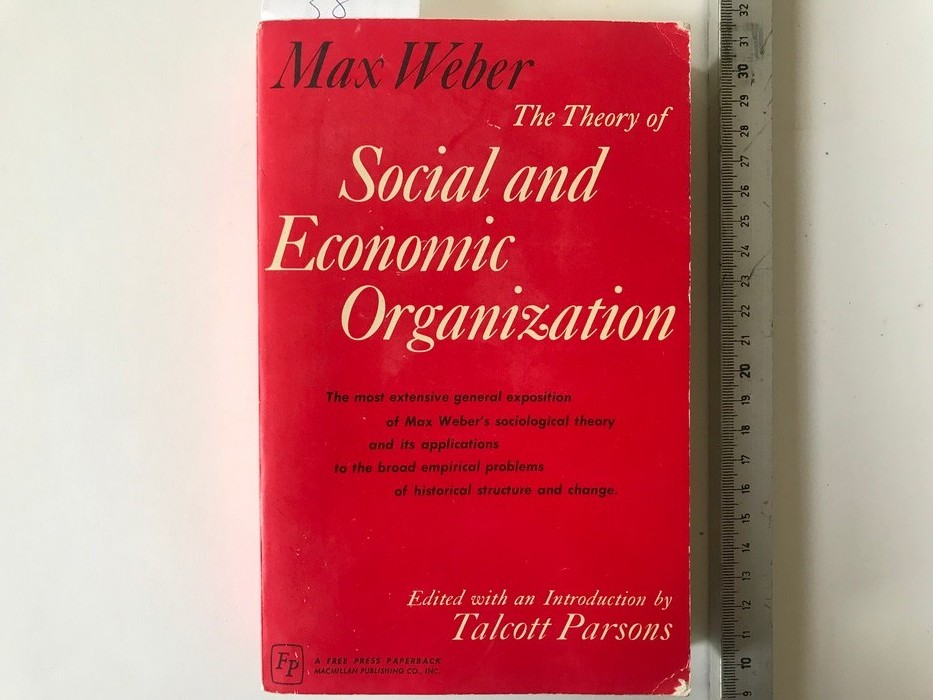 58
Max Weber
The Theory of
Social and
Economic
Organization
The most extensive general exposition
of Max Weber's sociological theory
and its applications
to the broad empirical problems
of historical structure and change.
Edited with an Introduction by
Talcott Parsons
FP
A FREE PRESS PAPERBACK
MACMILLAN PUBLISHING CO., INC.
32
31
30
29
28
27
26
25
24
23
22
21
20
19
18
17
16
15
14
13
12
11
10
9